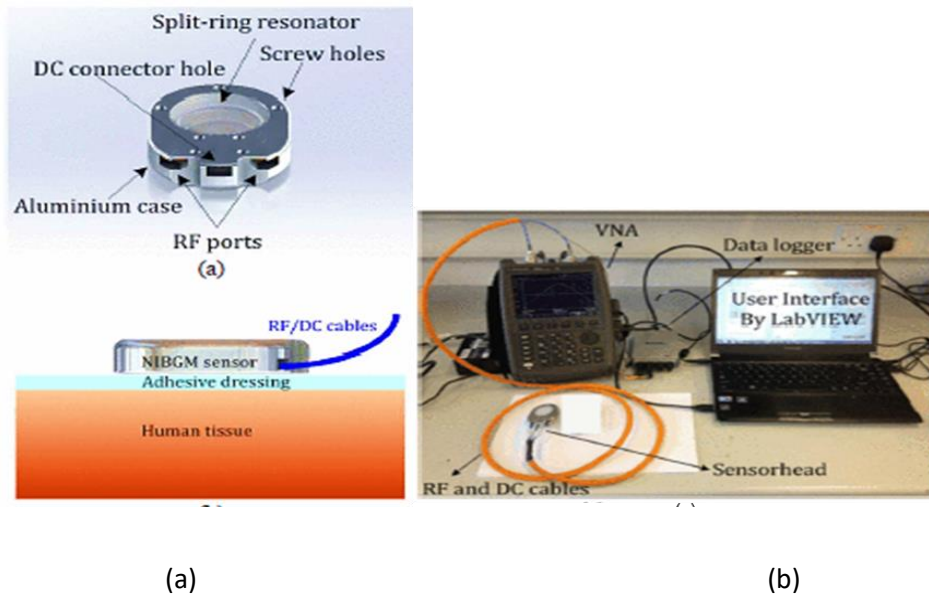 Split-ring resonator
Screw holes
DC connector hole
Aluminium case
RF ports
(a)
RF/DC cables
NIBGM sensor
Adhesive dressing
Human tissue
VNA
Data logger
User Interface
By LabVIEW
Sensorhead
RF and DC cables
(a)
(b)